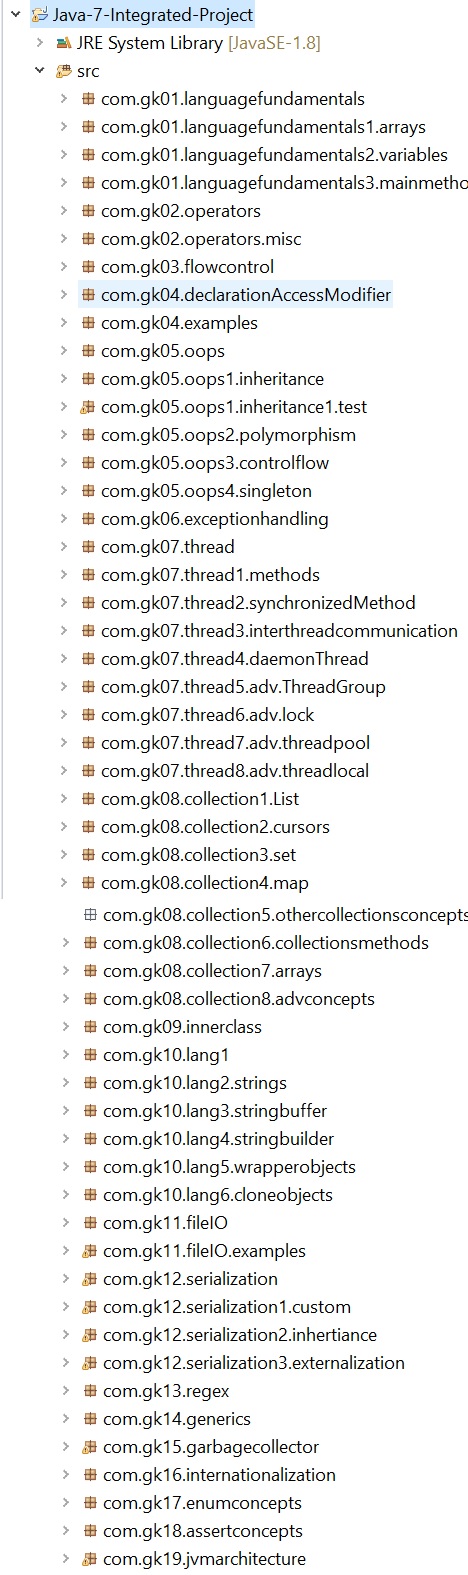 Java-7-Integrated-Project
JRE System Library [JavaSE-1.8]
src
com.gk01.languagefundamentals
com.gk01.languagefundamentals1.arrays
com.gk01.languagefundamentals2.variables
com.gk01.languagefundamentals3.mainmetho
com.gk02.operators
com.gk02.operators.misc
com.gk03.flowcontrol
com.gk04.declarationAccessModifier
com.gk04.examples
com.gk05.oops
com.gk05.oops1.inheritance
com.gk05.oops1.inheritance1.test
com.gk05.oops2.polymorphism
com.gk05.oops3.controlflow
com.gk05.oops4.singleton
com.gk06.exceptionhandling
com.gk07.thread
com.gk07.thread1.methods
com.gk07.thread2.synchronizedMethod
com.gk07.thread3.interthreadcommunication
com.gk07.thread4.daemonThread
com.gk07.thread5.adv.ThreadGroup
com.gk07.thread6.adv.lock
com.gk07.thread7.adv.threadpool
com.gk07.thread8.adv.threadlocal
com.gk08.collection1.List
com.gk08.collection2.cursors
com.gk08.collection3.set
com.gk08.collection4.map
com.gk08.collection5.othercollectionsconcepts
com.gk08.collection6.collectionsmethods
com.gk08.collection7.arrays
com.gk08.collection8.advconcepts
com.gk09.innerclass
com.gk10.lang1
com.gk10.lang2.strings
com.gk10.lang3.stringbuffer
com.gk10.lang4.stringbuilder
com.gk10.lang5.wrapperobjects
com.gk10.lang6.cloneobjects
com.gk11.fileIO
com.gk11.fileIO.examples
com.gk12.serialization
com.gk12.serialization1.custom
com.gk12.serialization2.inhertiance
com.gk12.serialization3.externalization
com.gk13.regex
com.gk14.generics
com.gk15.garbagecollector
com.gk16.internationalization
com.gk17.enumconcepts
com.gk18.assertconcepts
com.gk19.jvmarchitecture